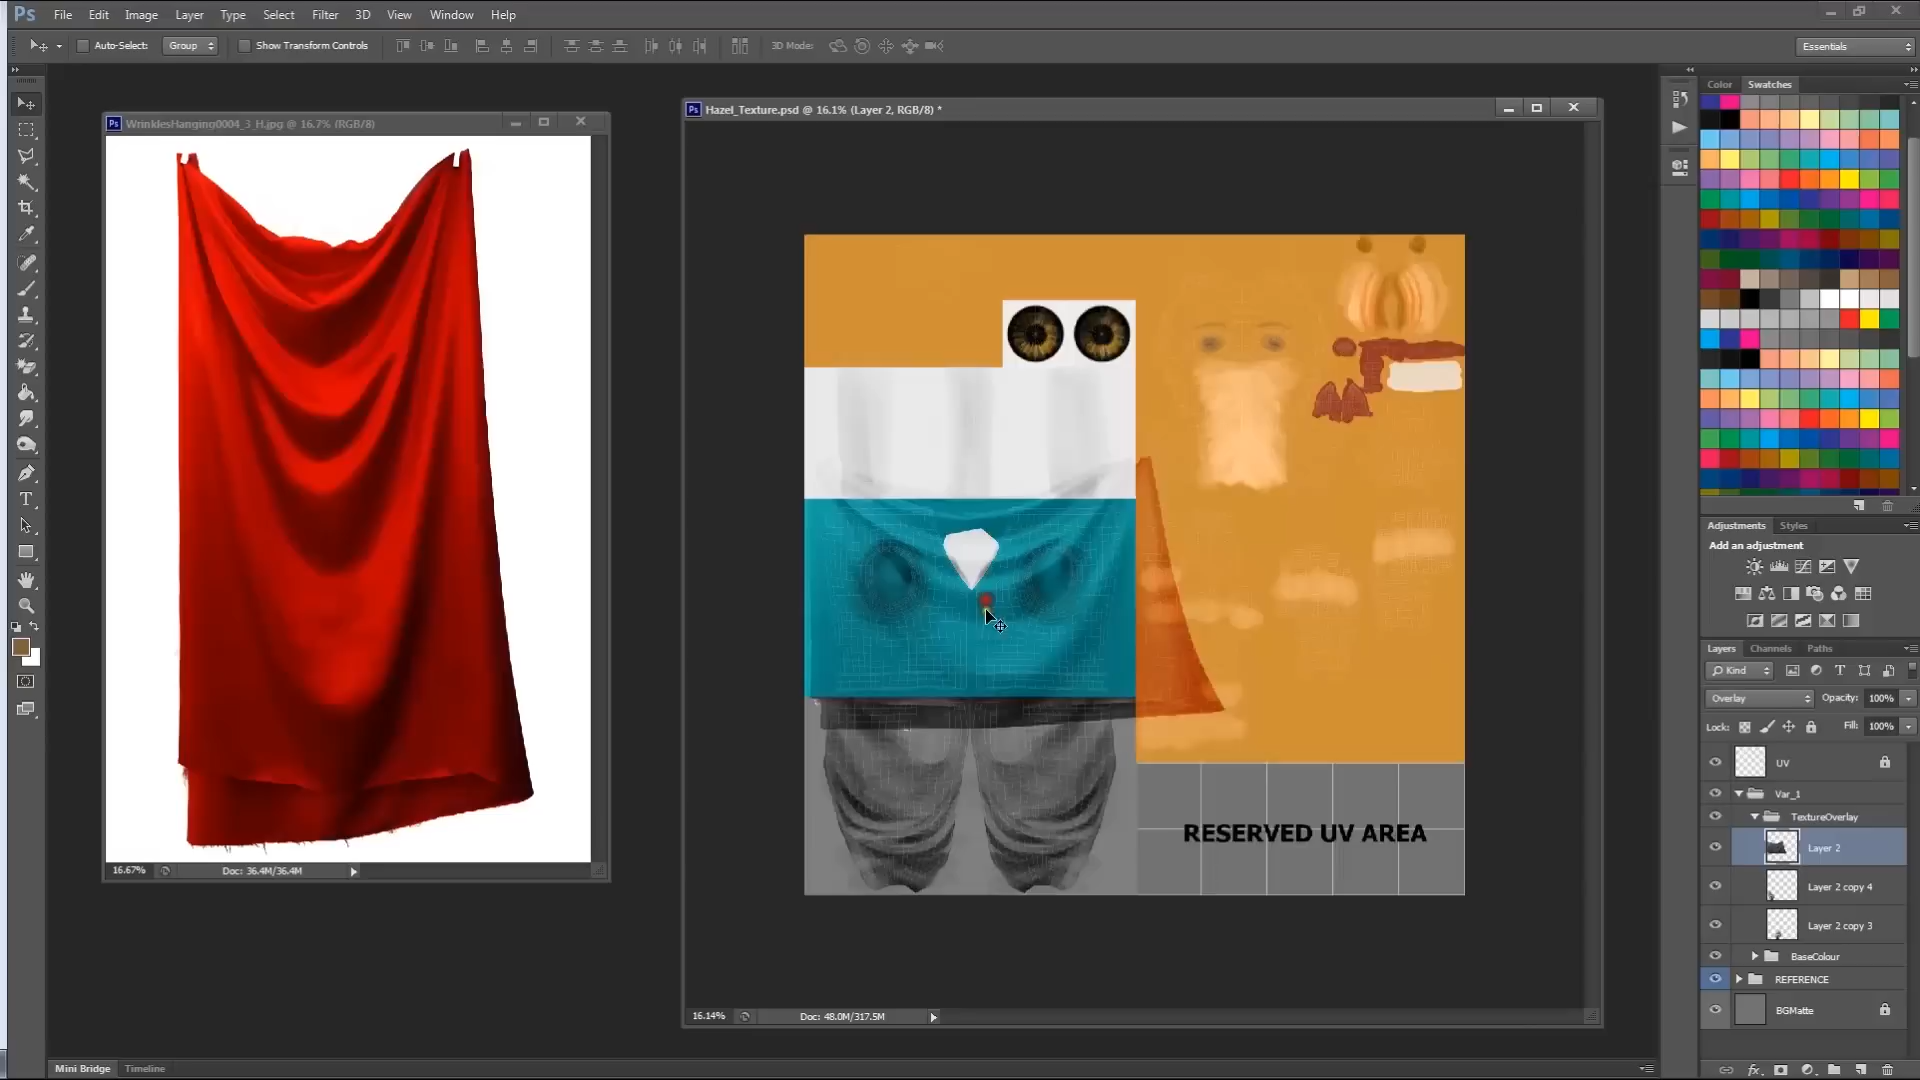 Ps File Edit Image Layer Type Select Filter 3D View Window Help
Auto-Select: Group Show Transform Controls 3D Mode: Essentials
Ps WrinklesHanging0004_3_H.jpg @ 16.7% (RGB/8)
16.67% Doc: 36.4M/36.4M
Ps Hazel_Texture.psd @ 16.1% (Layer 2, RGB/8) *
RESERVED UV AREA
16.14% Doc: 48.0M/317.5M
Color Swatches
Adjustments Styles
Add an adjustment
Layers Channels Paths
Kind T
Overlay Opacity: 100%
Lock: Fill: 100%
UV
Var_1
TextureOverlay
Layer 2
Layer 2 copy 4
Layer 2 copy 3
BaseColour
REFERENCE
BGMatte
fx
T
Mini Bridge Timeline